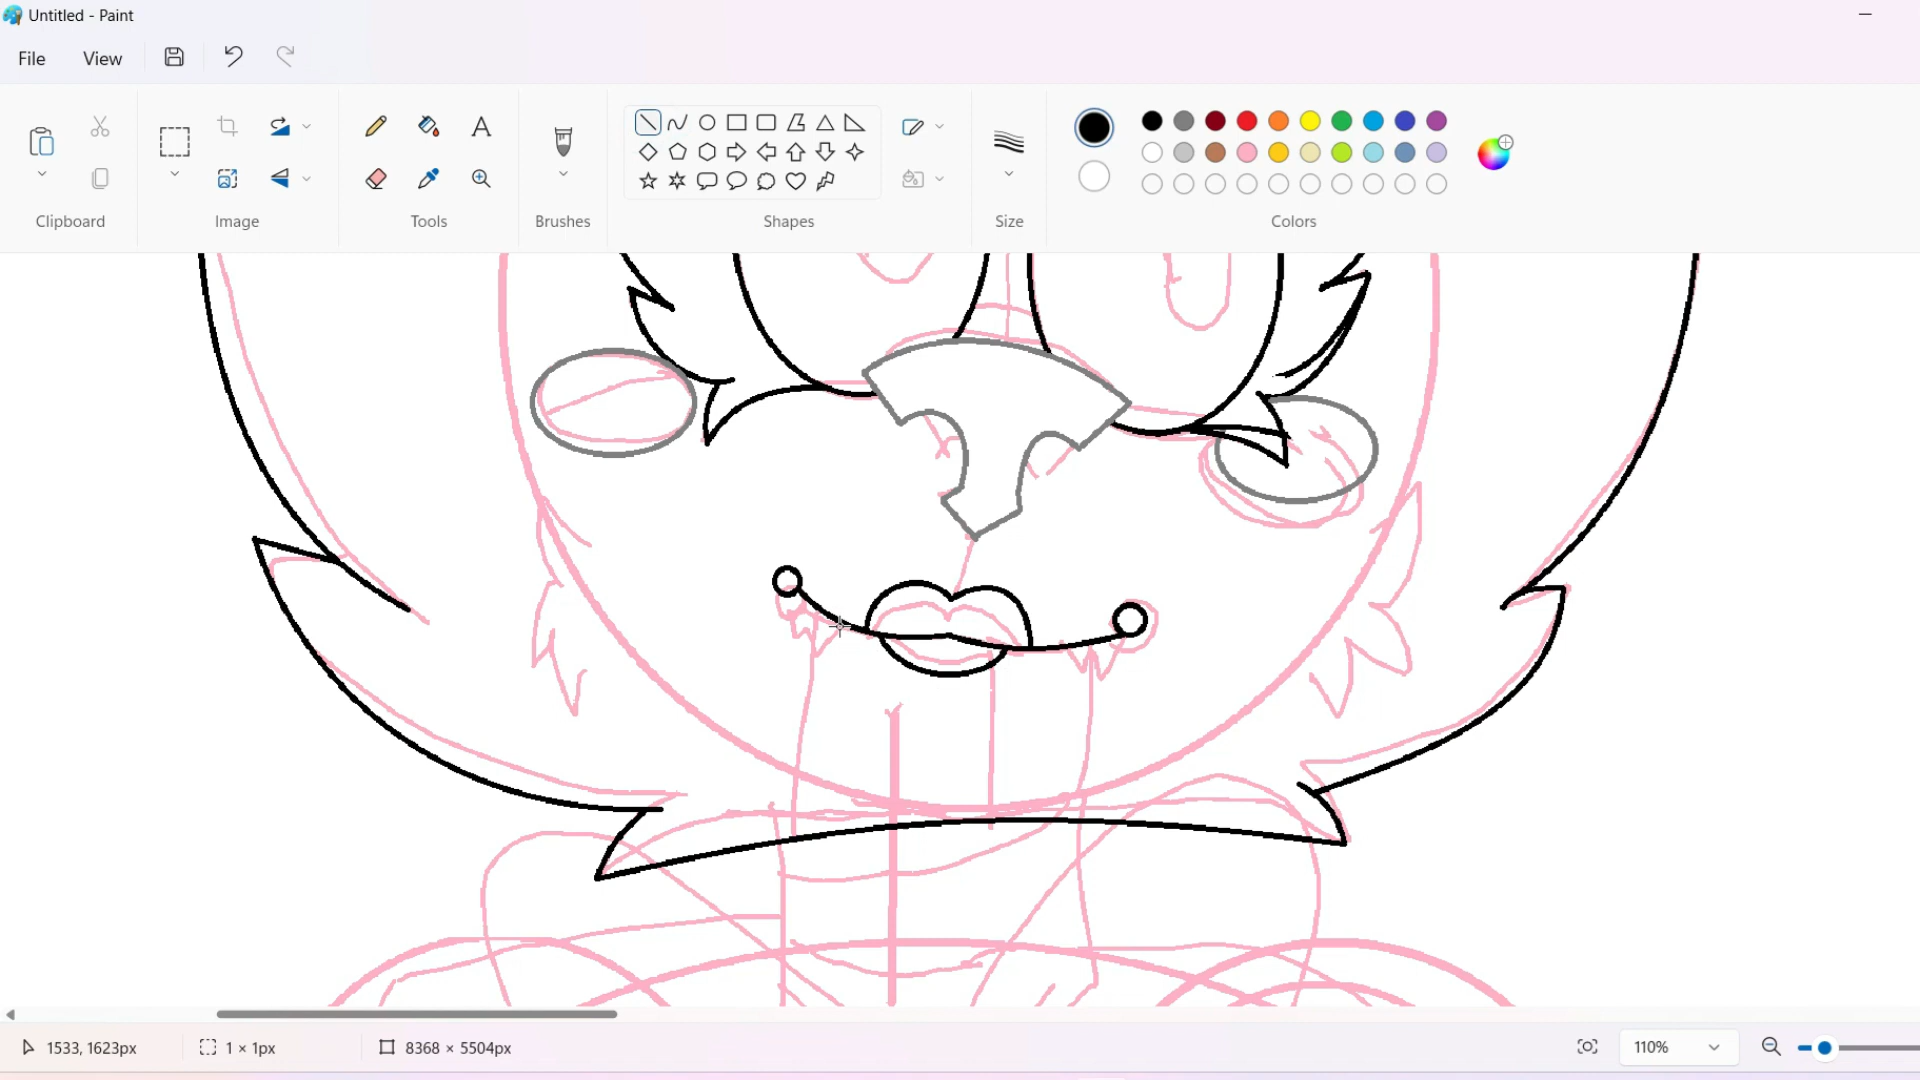 Untitled - Paint
File View
Clipboard Image Tools Brushes Shapes Size Colors
1533, 1623px 1 × 1px 8368 × 5504px 110%